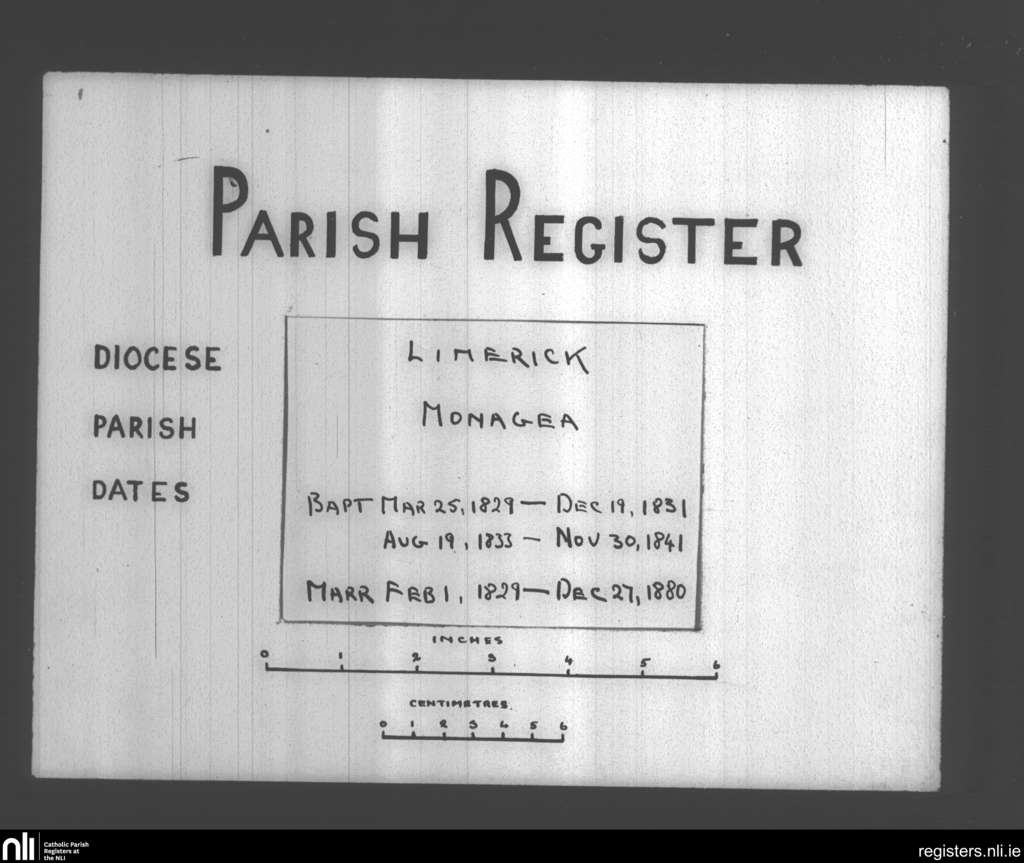 PARISH REGISTER
DIOCESE LIMERICK
PARISH MONAGEA
DATES
BAPT MAR 25, 1829 — DEC 19, 1831
AUG 19, 1833 — NOV 30, 1841
MARR FEB 1, 1829 — DEC 27, 1880
INCHES
0 1 2 3 4 5 6
CENTIMETRES.
0 1 2 3 4 5 6
nli Catholic Parish
Registers at
the NLI
registers.nli.ie